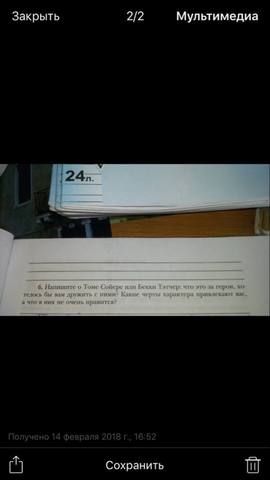 Закрыть 2/2 Мультимедиа
24л.
6. Напишите о Томе Сойере или Бекки Тэтчер: что это за герои, хо-
телось бы вам дружить с ними? Какие черты характера привлекают вас,
а что в них не очень нравится?
Получено 14 февраля 2018 г., 16:52
Сохранить